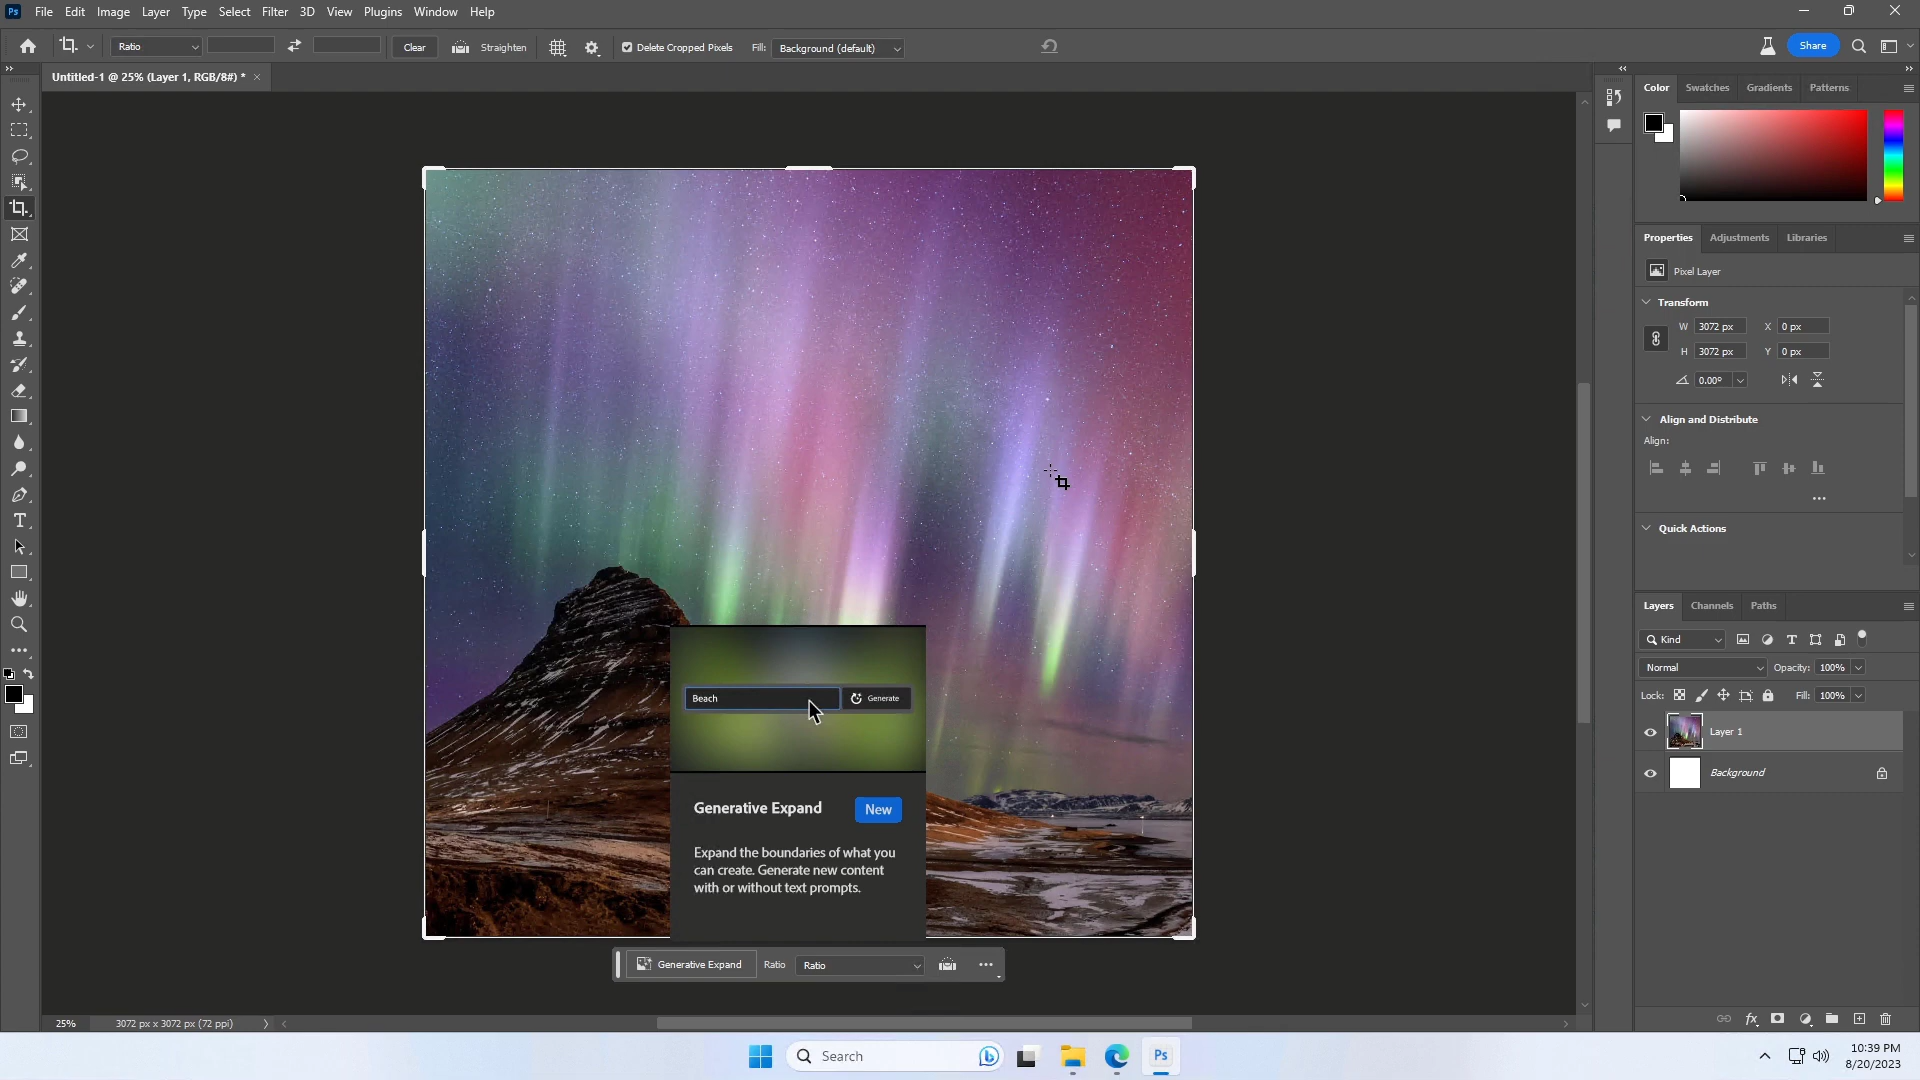 Ps File Edit Image Layer Type Select Filter 3D View Plugins Window Help
Ratio Clear Straighten Delete Cropped Pixels Fill: Background (default) Share
Untitled-1 @ 25% (Layer 1, RGB/8#) *
Color Swatches Gradients Patterns
Properties Adjustments Libraries
Pixel Layer
Transform
W 3072 px X 0 px
H 3072 px Y 0 px
0.00°
Align and Distribute
Align:
Quick Actions
Layers Channels Paths
Kind
Normal Opacity: 100%
Lock: Fill: 100%
Layer 1
Background
Beach Generate
Generative Expand New
Expand the boundaries of what you
can create. Generate new content
with or without text prompts.
Generative Expand Ratio Ratio
25% 3072 px x 3072 px (72 ppi)
Search
Ps
10:39 PM
8/20/2023